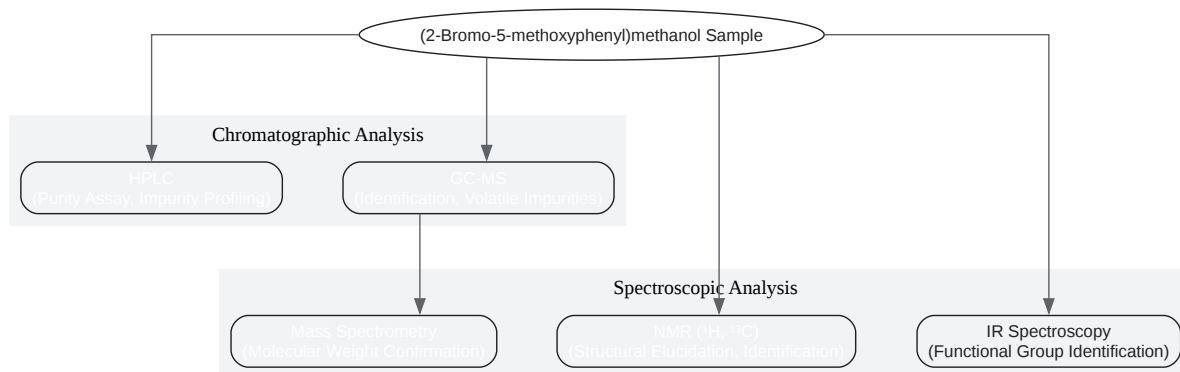 (2-Bromo-5-methoxyphenyl)methanol Sample
Chromatographic Analysis
HPLC
(Purity Assay, Impurity Profiling)
GC-MS
(Identification, Volatile Impurities)
Spectroscopic Analysis
Mass Spectrometry
(Molecular Weight Confirmation)
NMR (¹H, ¹³C)
(Structural Elucidation, Identification)
IR Spectroscopy
(Functional Group Identification)